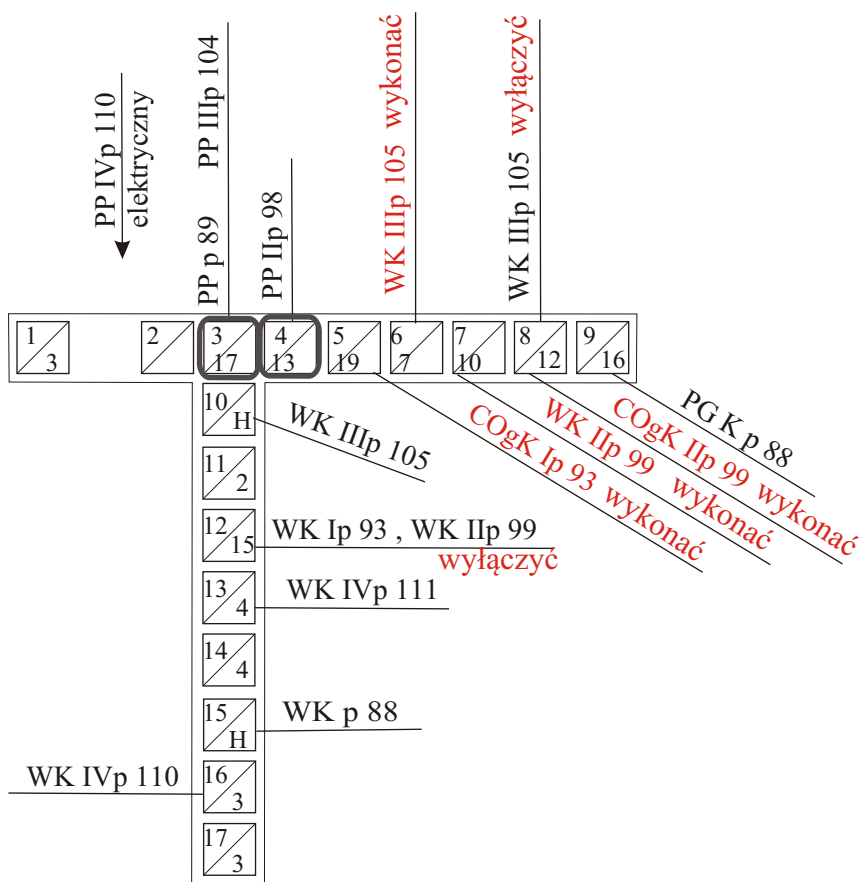 PP IVp 110
elektryczny
PP p 89 PP IIIp 104
PP IIp 98
WK IIIp 105 wykonać
WK IIIp 105 wyłączyć
1 3
2
3 17
4 13
5 19
6 7
7 10
8 12
9 16
PG K p 88
COgK IIp 99 wykonać
WK IIp 99 wykonać
COgK Ip 93 wykonać
10 H WK IIIp 105
11 2
12 15 WK Ip 93 , WK IIp 99
wyłączyć
13 4 WK IVp 111
14 4
15 H WK p 88
WK IVp 110 16 3
17 3